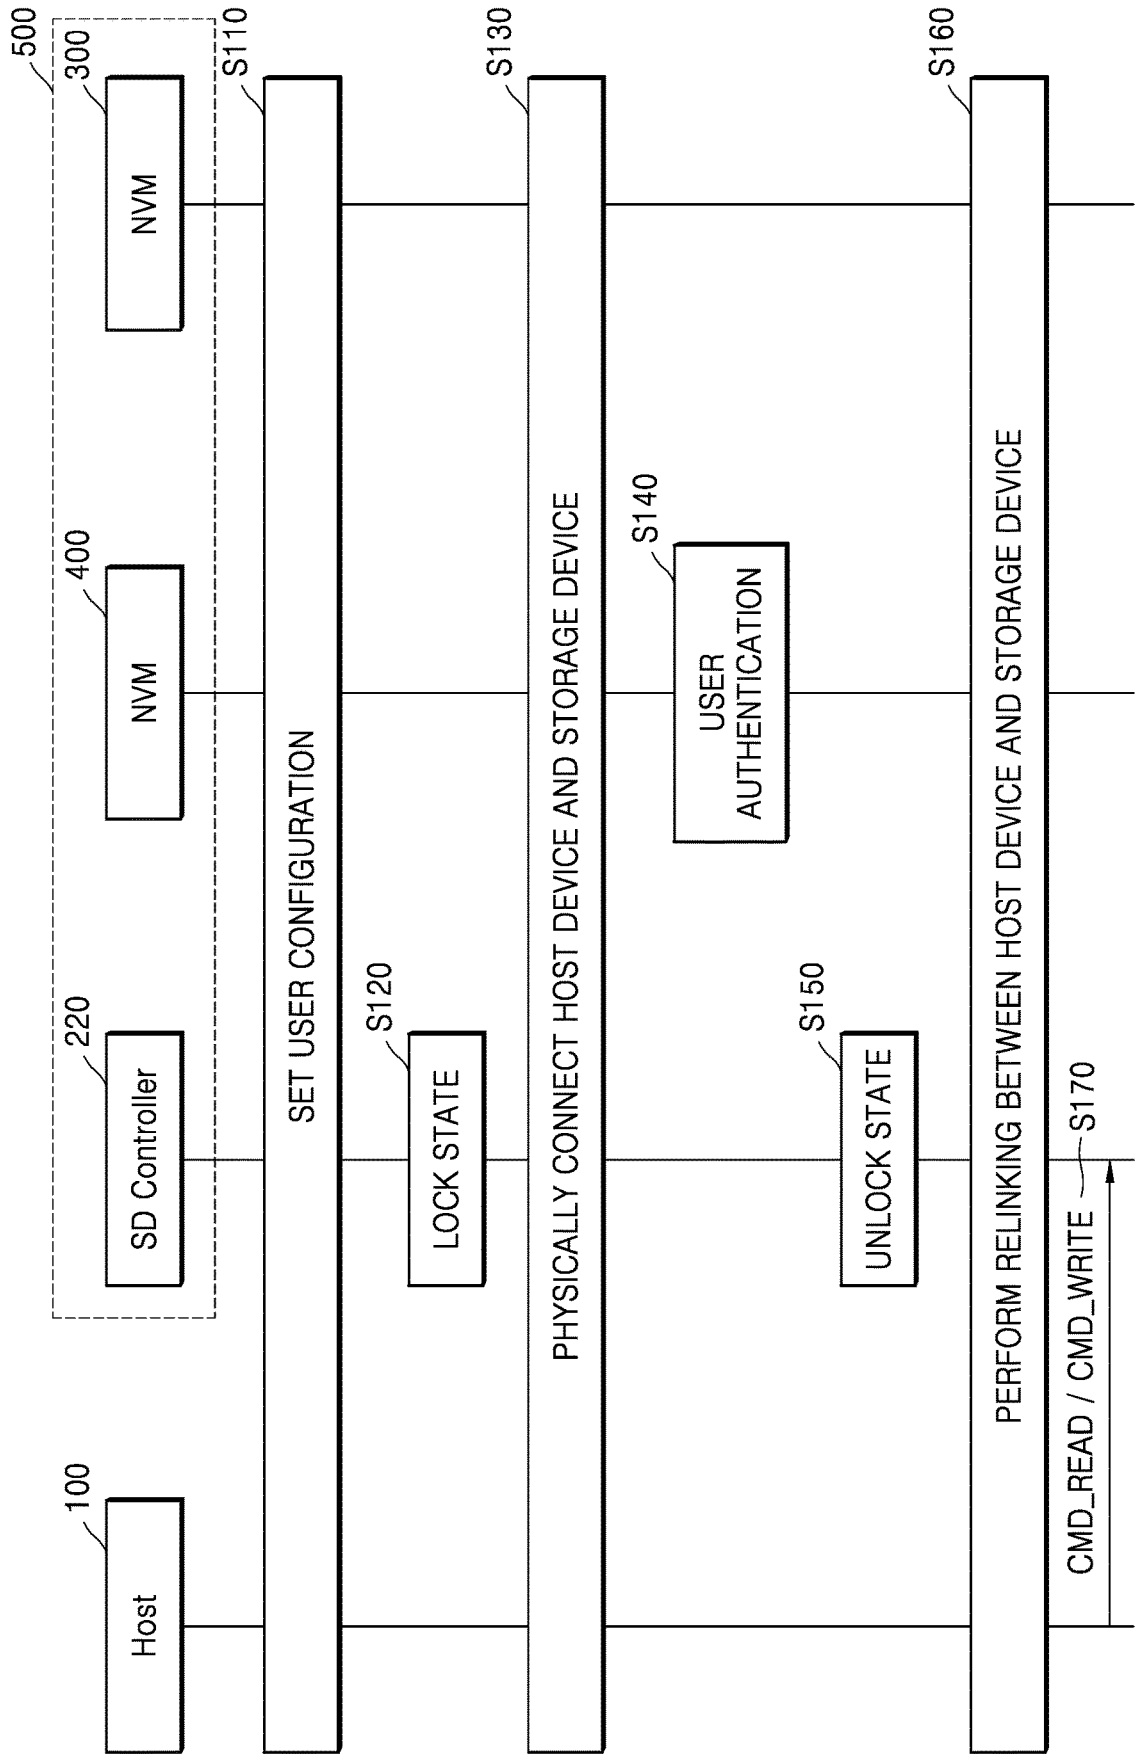 500
100
220
400
300
Host
SD Controller
NVM
NVM
S110
SET USER CONFIGURATION
S120
LOCK STATE
S130
PHYSICALLY CONNECT HOST DEVICE AND STORAGE DEVICE
S140
USER
AUTHENTICATION
S150
UNLOCK STATE
S160
PERFORM RELINKING BETWEEN HOST DEVICE AND STORAGE DEVICE
CMD_READ / CMD_WRITE S170